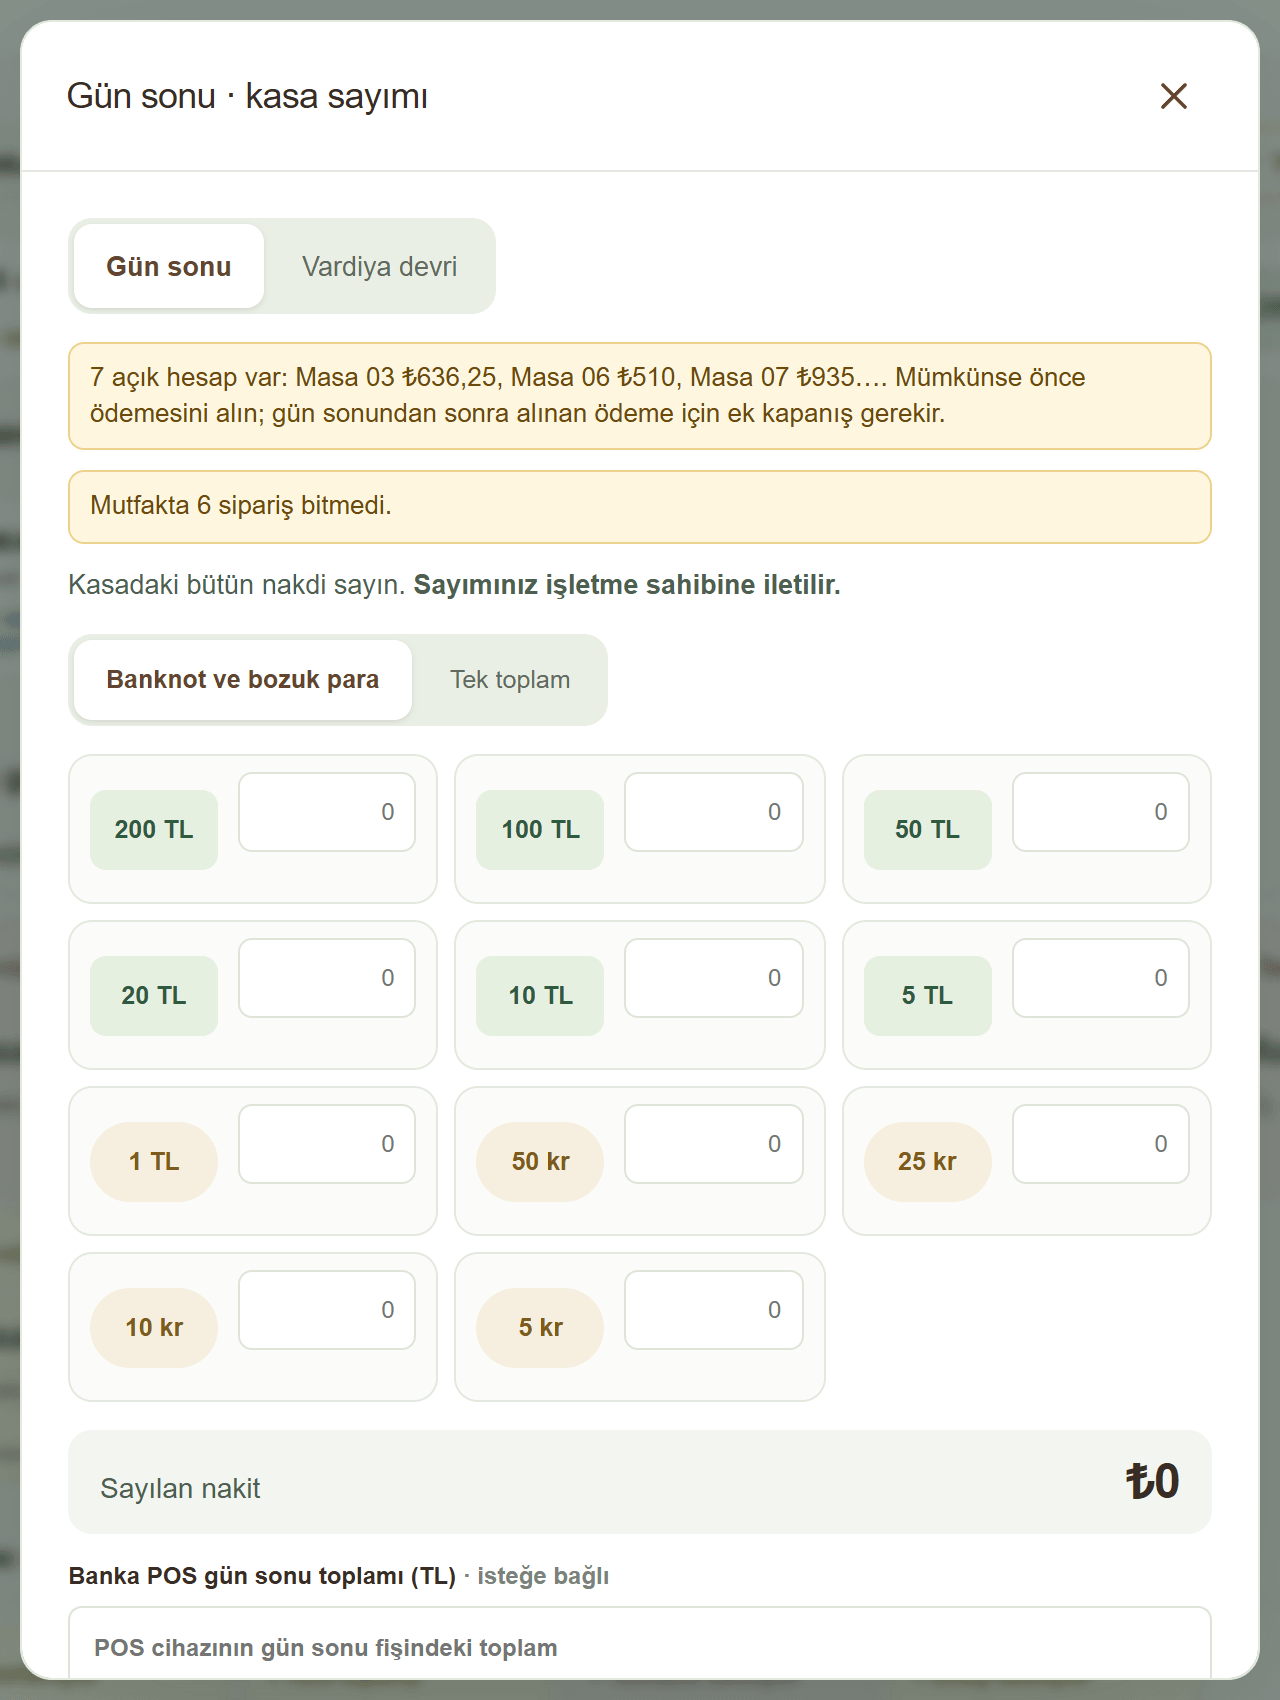 Gün sonu · kasa sayımı
Gün sonu
Vardiya devri
7 açık hesap var: Masa 03 ₺636,25, Masa 06 ₺510, Masa 07 ₺935…. Mümkünse önce
ödemesini alın; gün sonundan sonra alınan ödeme için ek kapanış gerekir.
Mutfakta 6 sipariş bitmedi.
Kasadaki bütün nakdi sayın. Sayımınız işletme sahibine iletilir.
Banknot ve bozuk para
Tek toplam
200 TL 0
100 TL 0
50 TL 0
20 TL 0
10 TL 0
5 TL 0
1 TL 0
50 kr 0
25 kr 0
10 kr 0
5 kr 0
Sayılan nakit ₺0
Banka POS gün sonu toplamı (TL) · isteğe bağlı
POS cihazının gün sonu fişindeki toplam